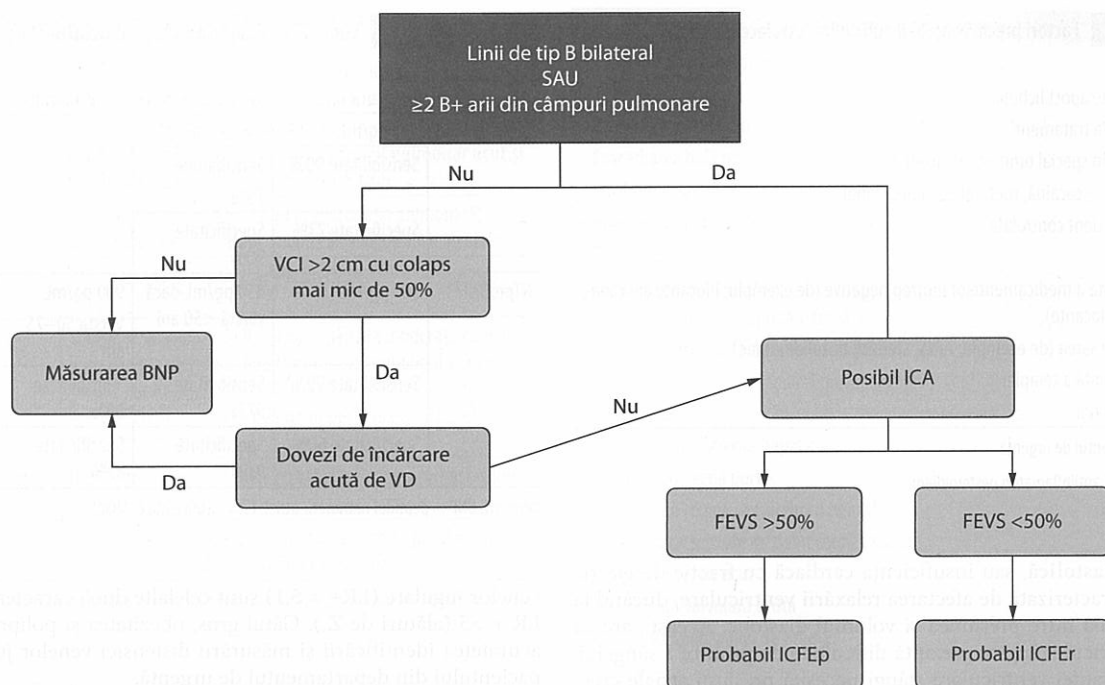 Linii de tip B bilateral
SAU
≥2 B+ arii din câmpuri pulmonare
Nu
Da
VCI >2 cm cu colaps
mai mic de 50%
Nu
Măsurarea BNP
Da
Posibil ICA
Nu
Dovezi de încărcare
acută de VD
Da
FEVS >50%
FEVS <50%
Probabil ICFEp
Probabil ICFEr